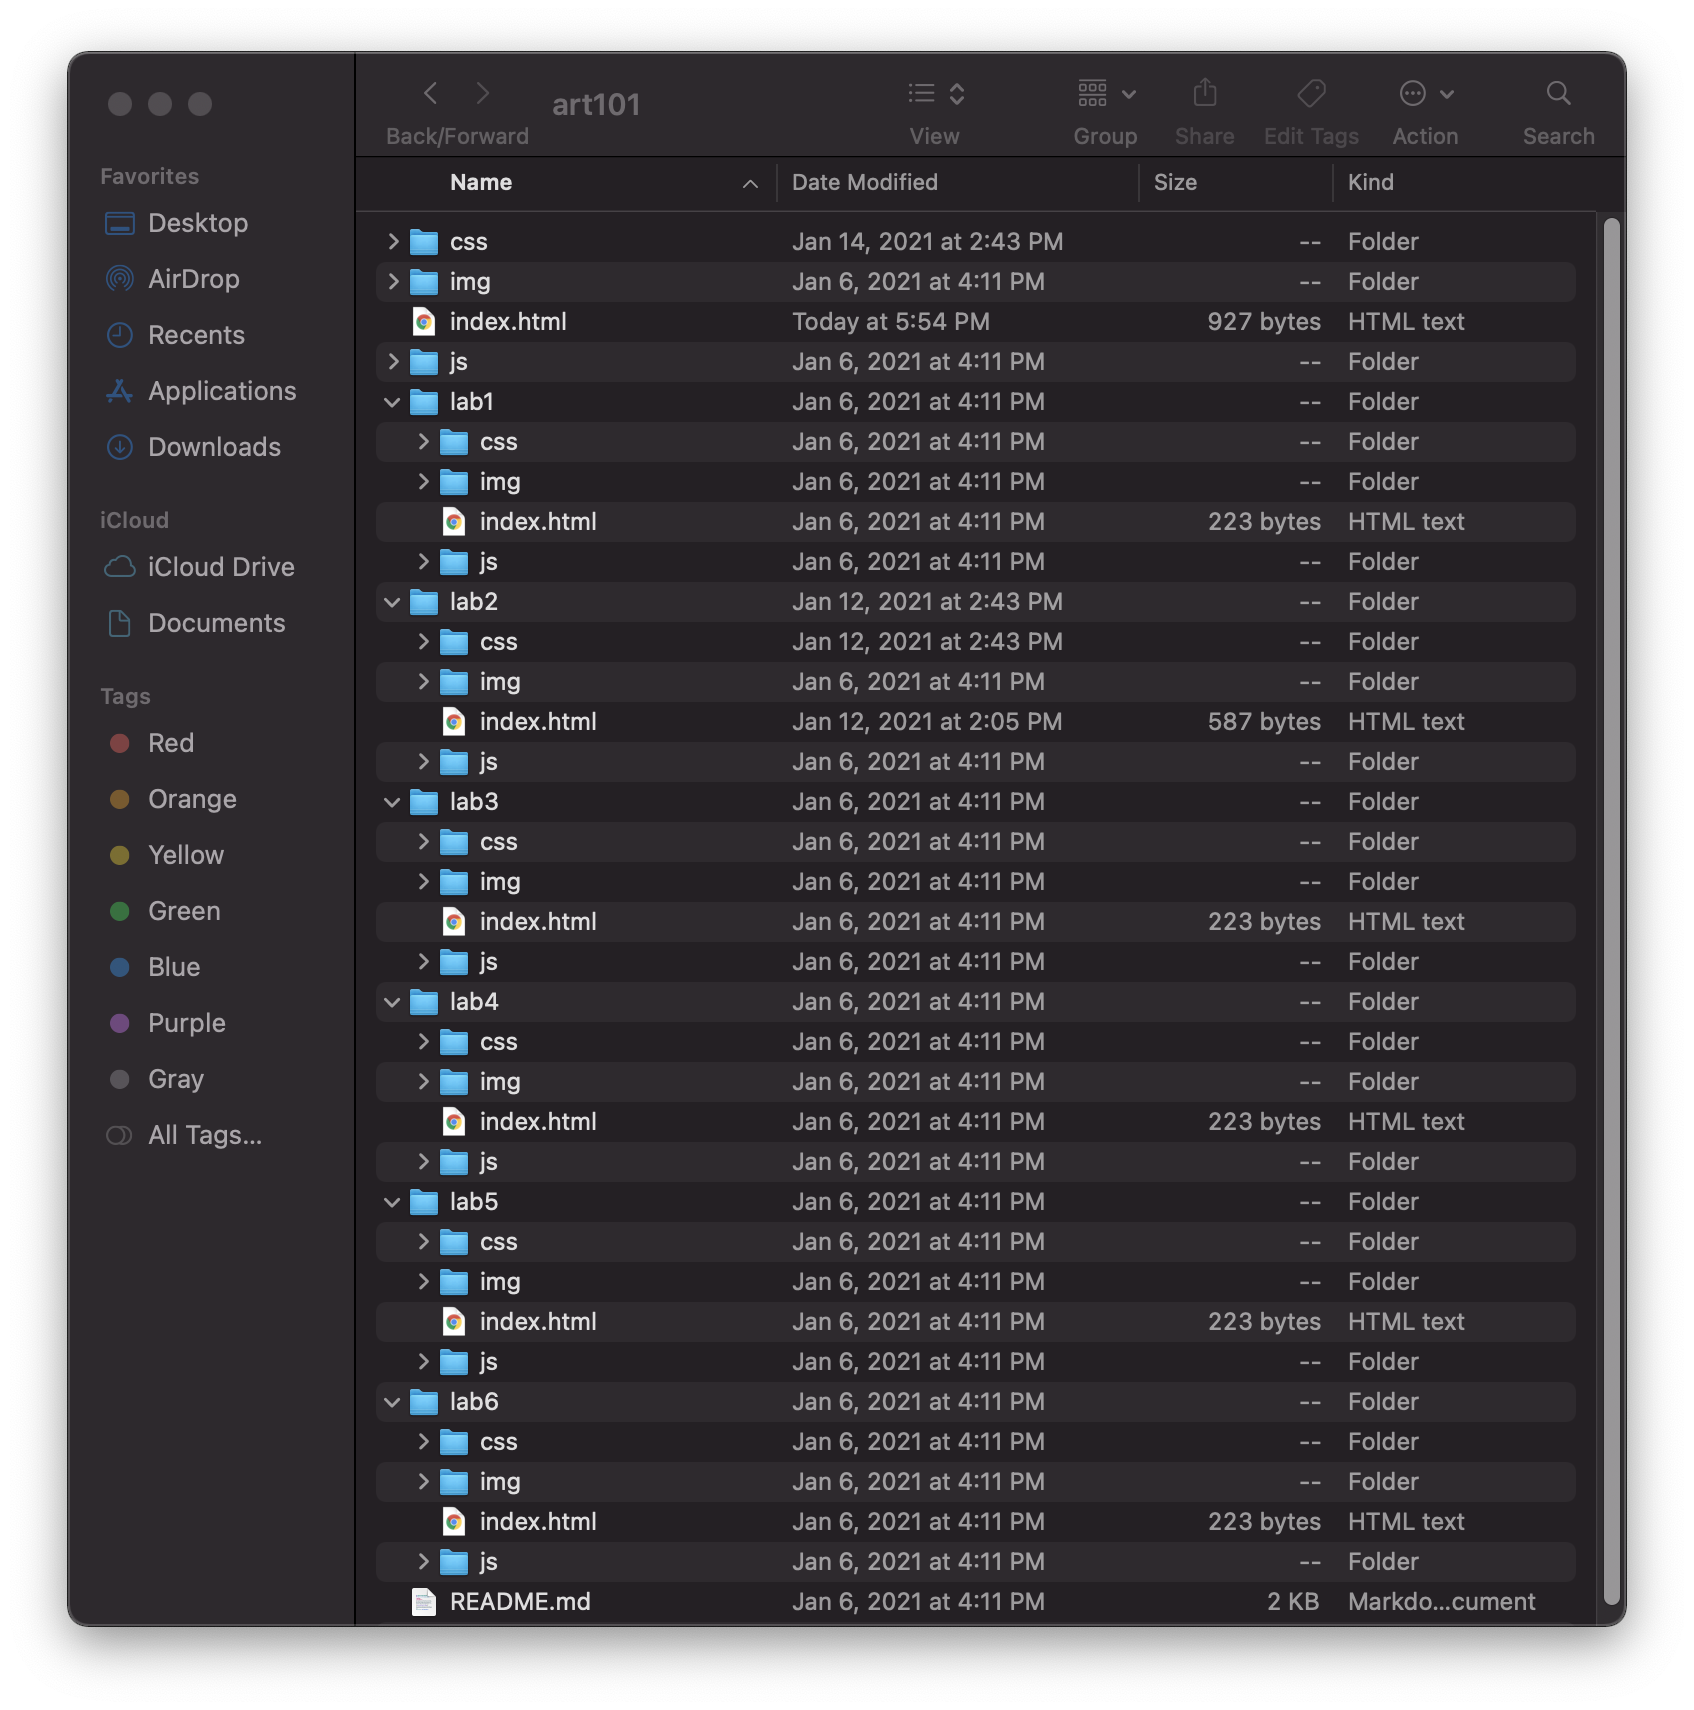 art101
Back/Forward View Group Share Edit Tags Action Search
Favorites
Desktop
AirDrop
Recents
Applications
Downloads
iCloud
iCloud Drive
Documents
Tags
Red
Orange
Yellow
Green
Blue
Purple
Gray
All Tags...
Name Date Modified Size Kind
css Jan 14, 2021 at 2:43 PM -- Folder
img Jan 6, 2021 at 4:11 PM -- Folder
index.html Today at 5:54 PM 927 bytes HTML text
js Jan 6, 2021 at 4:11 PM -- Folder
lab1 Jan 6, 2021 at 4:11 PM -- Folder
css Jan 6, 2021 at 4:11 PM -- Folder
img Jan 6, 2021 at 4:11 PM -- Folder
index.html Jan 6, 2021 at 4:11 PM 223 bytes HTML text
js Jan 6, 2021 at 4:11 PM -- Folder
lab2 Jan 12, 2021 at 2:43 PM -- Folder
css Jan 12, 2021 at 2:43 PM -- Folder
img Jan 6, 2021 at 4:11 PM -- Folder
index.html Jan 12, 2021 at 2:05 PM 587 bytes HTML text
js Jan 6, 2021 at 4:11 PM -- Folder
lab3 Jan 6, 2021 at 4:11 PM -- Folder
css Jan 6, 2021 at 4:11 PM -- Folder
img Jan 6, 2021 at 4:11 PM -- Folder
index.html Jan 6, 2021 at 4:11 PM 223 bytes HTML text
js Jan 6, 2021 at 4:11 PM -- Folder
lab4 Jan 6, 2021 at 4:11 PM -- Folder
css Jan 6, 2021 at 4:11 PM -- Folder
img Jan 6, 2021 at 4:11 PM -- Folder
index.html Jan 6, 2021 at 4:11 PM 223 bytes HTML text
js Jan 6, 2021 at 4:11 PM -- Folder
lab5 Jan 6, 2021 at 4:11 PM -- Folder
css Jan 6, 2021 at 4:11 PM -- Folder
img Jan 6, 2021 at 4:11 PM -- Folder
index.html Jan 6, 2021 at 4:11 PM 223 bytes HTML text
js Jan 6, 2021 at 4:11 PM -- Folder
lab6 Jan 6, 2021 at 4:11 PM -- Folder
css Jan 6, 2021 at 4:11 PM -- Folder
img Jan 6, 2021 at 4:11 PM -- Folder
index.html Jan 6, 2021 at 4:11 PM 223 bytes HTML text
js Jan 6, 2021 at 4:11 PM -- Folder
README.md Jan 6, 2021 at 4:11 PM 2 KB Markdo...cument